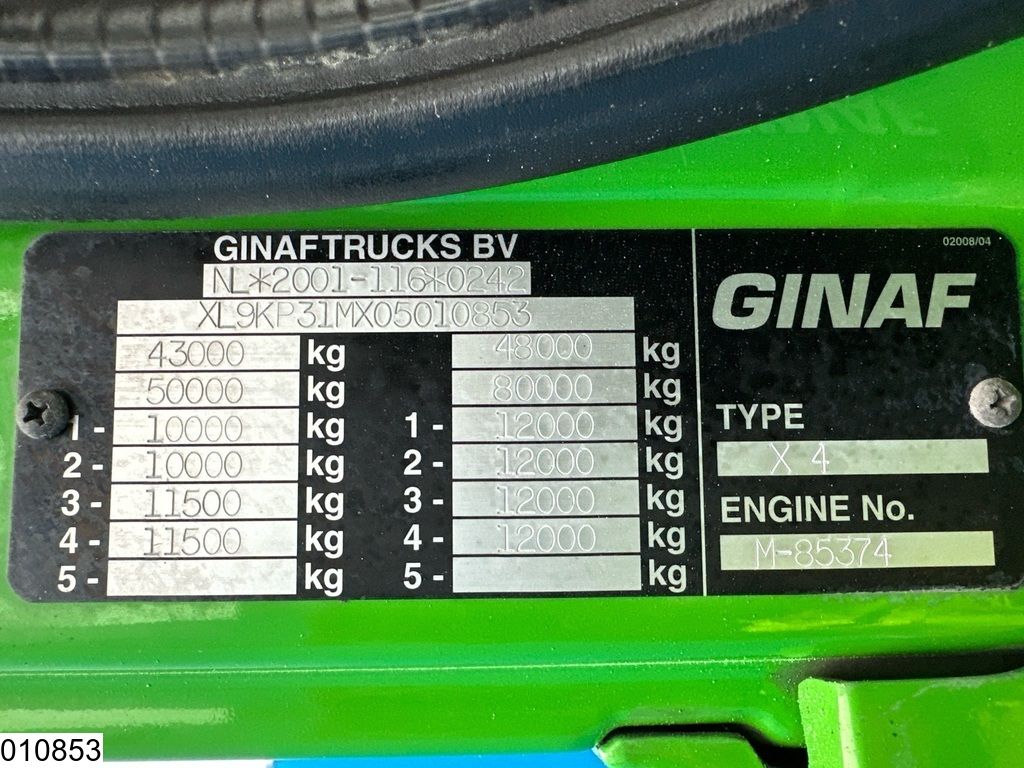 GINAF TRUCKS BV
NL*2001-116*0242
XL9KP31MX05010853
43000 kg 48000 kg
50000 kg 80000 kg
1 - 10000 kg 1 - 12000 kg
2 - 10000 kg 2 - 12000 kg
3 - 11500 kg 3 - 12000 kg
4 - 11500 kg 4 - 12000 kg
5 - kg 5 - kg
02008/04
GINAF
TYPE
X 4
ENGINE No.
M-85374
010853